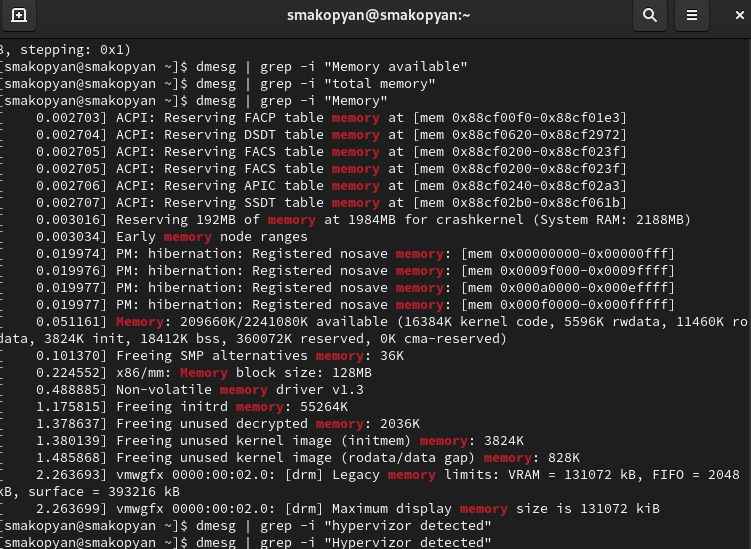 smakopyan@smakopyan:~
3, stepping: 0x1)
[smakopyan@smakopyan ~]$ dmesg | grep -i "Memory available"
[smakopyan@smakopyan ~]$ dmesg | grep -i "total memory"
[smakopyan@smakopyan ~]$ dmesg | grep -i "Memory"
[    0.002703] ACPI: Reserving FACP table memory at [mem 0x88cf00f0-0x88cf01e3]
[    0.002704] ACPI: Reserving DSDT table memory at [mem 0x88cf0620-0x88cf2972]
[    0.002705] ACPI: Reserving FACS table memory at [mem 0x88cf0200-0x88cf023f]
[    0.002705] ACPI: Reserving FACS table memory at [mem 0x88cf0200-0x88cf023f]
[    0.002706] ACPI: Reserving APIC table memory at [mem 0x88cf0240-0x88cf02a3]
[    0.002707] ACPI: Reserving SSDT table memory at [mem 0x88cf02b0-0x88cf061b]
[    0.003016] Reserving 192MB of memory at 1984MB for crashkernel (System RAM: 2188MB)
[    0.003034] Early memory node ranges
[    0.019974] PM: hibernation: Registered nosave memory: [mem 0x00000000-0x00000fff]
[    0.019976] PM: hibernation: Registered nosave memory: [mem 0x0009f000-0x0009ffff]
[    0.019977] PM: hibernation: Registered nosave memory: [mem 0x000a0000-0x000effff]
[    0.019977] PM: hibernation: Registered nosave memory: [mem 0x000f0000-0x000fffff]
[    0.051161] Memory: 209660K/2241080K available (16384K kernel code, 5596K rwdata, 11460K ro
data, 3824K init, 18412K bss, 360072K reserved, 0K cma-reserved)
[    0.101370] Freeing SMP alternatives memory: 36K
[    0.224552] x86/mm: Memory block size: 128MB
[    0.488885] Non-volatile memory driver v1.3
[    1.175815] Freeing initrd memory: 55264K
[    1.378637] Freeing unused decrypted memory: 2036K
[    1.380139] Freeing unused kernel image (initmem) memory: 3824K
[    1.485868] Freeing unused kernel image (rodata/data gap) memory: 828K
[    2.263693] vmwgfx 0000:00:02.0: [drm] Legacy memory limits: VRAM = 131072 kB, FIFO = 2048
kB, surface = 393216 kB
[    2.263699] vmwgfx 0000:00:02.0: [drm] Maximum display memory size is 131072 kiB
[smakopyan@smakopyan ~]$ dmesg | grep -i "hypervizor detected"
[smakopyan@smakopyan ~]$ dmesg | grep -i "Hypervizor detected"